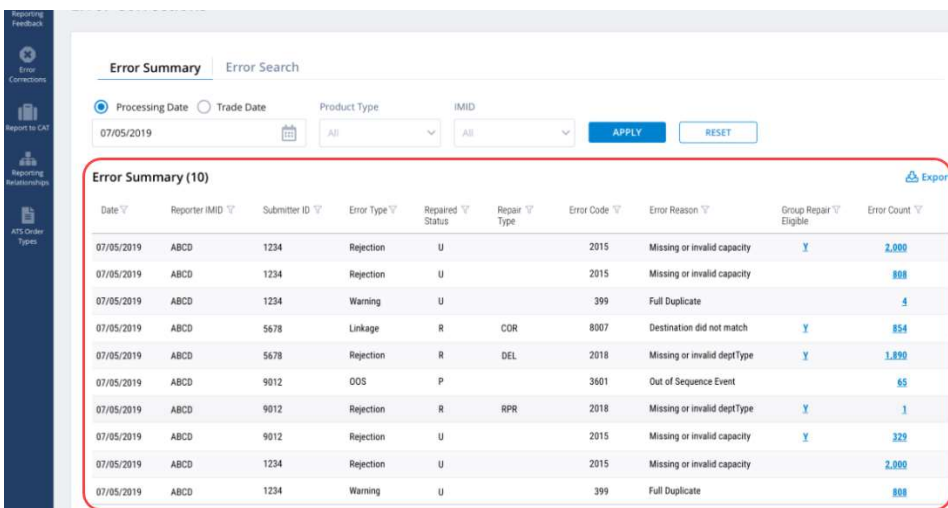 Reporting
Feedback
Error
Corrections
Report to CAT
Reporting
Relationships
ATS Order
Types
Error Summary Error Search
Processing Date Trade Date Product Type IMID
07/05/2019 All All APPLY RESET
Error Summary (10) Expor
Date Reporter IMID Submitter ID Error Type Repaired Status Repair Type Error Code Error Reason Group Repair Eligible Error Count
07/05/2019 ABCD 1234 Rejection U 2015 Missing or invalid capacity Y 2,000
07/05/2019 ABCD 1234 Rejection U 2015 Missing or invalid capacity 808
07/05/2019 ABCD 1234 Warning U 399 Full Duplicate 4
07/05/2019 ABCD 5678 Linkage R COR 8007 Destination did not match Y 854
07/05/2019 ABCD 5678 Rejection R DEL 2018 Missing or invalid deptType Y 1,890
07/05/2019 ABCD 9012 OOS P 3601 Out of Sequence Event 65
07/05/2019 ABCD 9012 Rejection R RPR 2018 Missing or invalid deptType Y 1
07/05/2019 ABCD 9012 Rejection U 2015 Missing or invalid capacity Y 329
07/05/2019 ABCD 1234 Rejection U 2015 Missing or invalid capacity 2,000
07/05/2019 ABCD 1234 Warning U 399 Full Duplicate 808